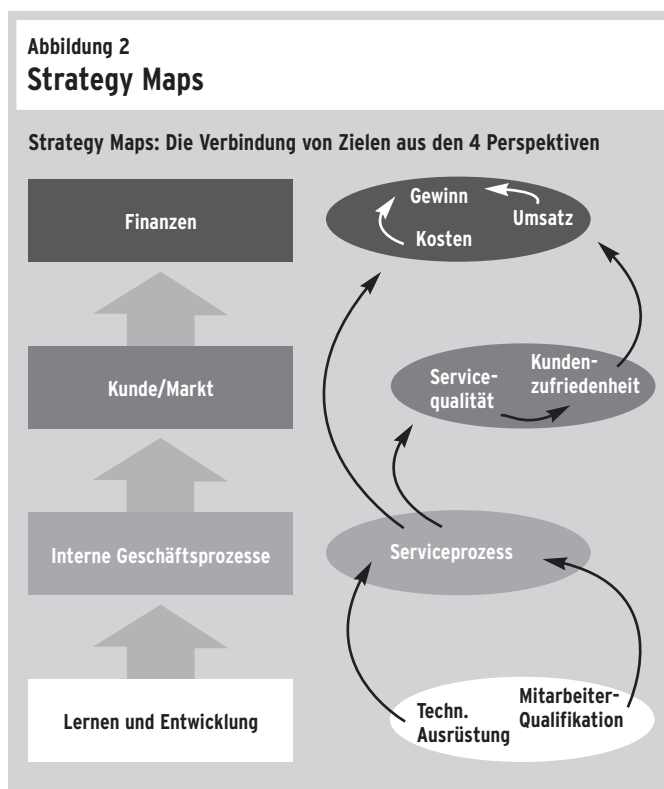 Abbildung 2
Strategy Maps
Strategy Maps: Die Verbindung von Zielen aus den 4 Perspektiven
Finanzen
Gewinn
Umsatz
Kosten
Kunde/Markt
Service-
qualität
Kunden-
zufriedenheit
Interne Geschäftsprozesse
Serviceprozess
Lernen und Entwicklung
Techn.
Ausrüstung
Mitarbeiter-
Qualifikation